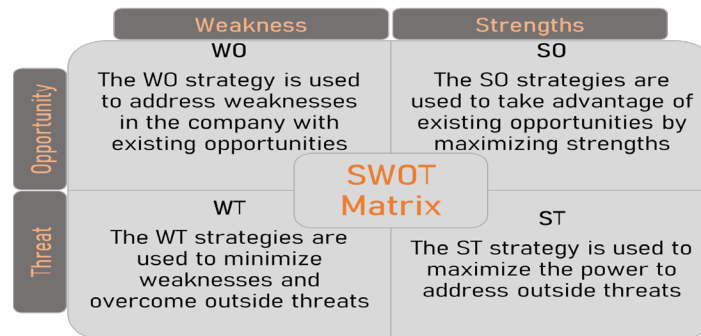 Weakness
Strengths
Opportunity
WO
The WO strategy is used
to address weaknesses
in the company with
existing opportunities
SO
The SO strategies are
used to take advantage of
existing opportunities by
maximizing strengths
SWOT
Matrix
Threat
WT
The WT strategies are
used to minimize
weaknesses and
overcome outside threats
ST
The ST strategy is used to
maximize the power to
address outside threats